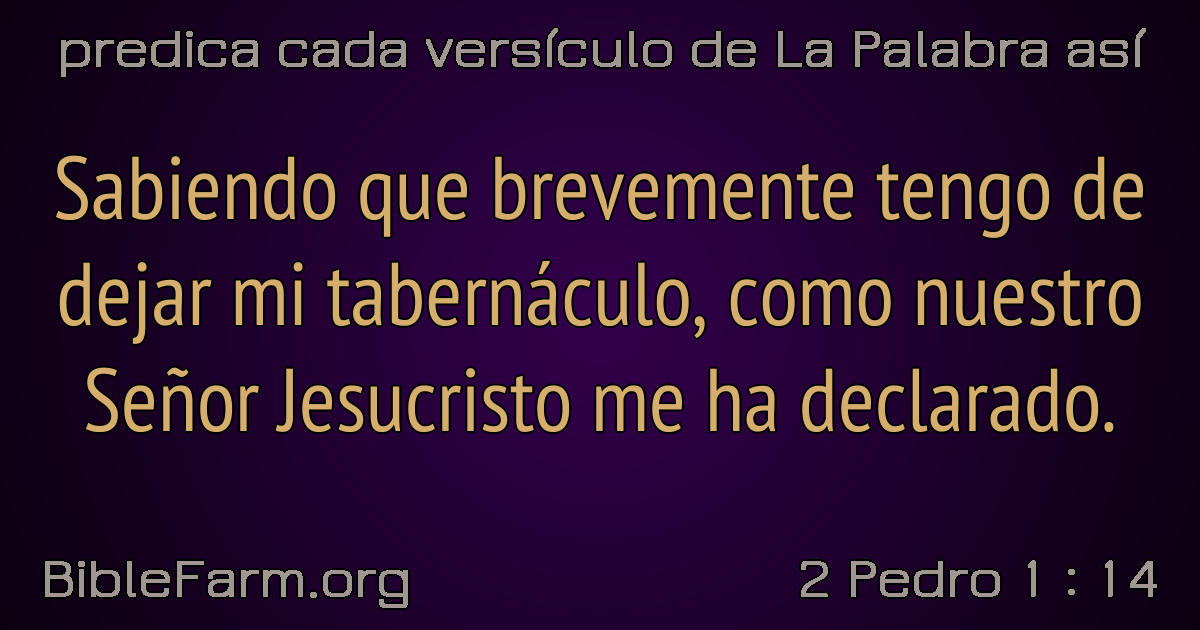 predica cada versículo de La Palabra así
Sabiendo que brevemente tengo de
dejar mi tabernáculo, como nuestro
Señor Jesucristo me ha declarado.
BibleFarm.org
2 Pedro 1 : 14